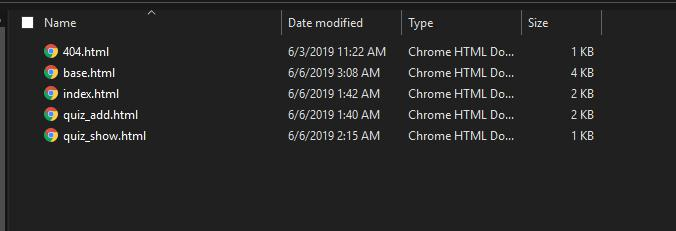 Name Date modified Type Size
404.html 6/3/2019 11:22 AM Chrome HTML Do... 1 KB
base.html 6/6/2019 3:08 AM Chrome HTML Do... 4 KB
index.html 6/6/2019 1:42 AM Chrome HTML Do... 2 KB
quiz_add.html 6/6/2019 1:40 AM Chrome HTML Do... 2 KB
quiz_show.html 6/6/2019 2:15 AM Chrome HTML Do... 1 KB